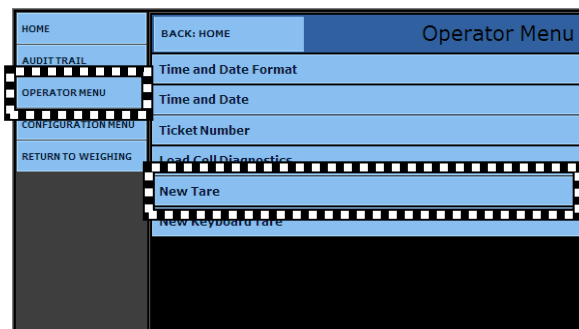 HOME
AUDIT TRAIL
OPERATOR MENU
CONFIGURATION MENU
RETURN TO WEIGHING
BACK: HOME
Operator Menu
Time and Date Format
Time and Date
Ticket Number
Load Cell Diagnostics
New Tare
New Keyboard Tare